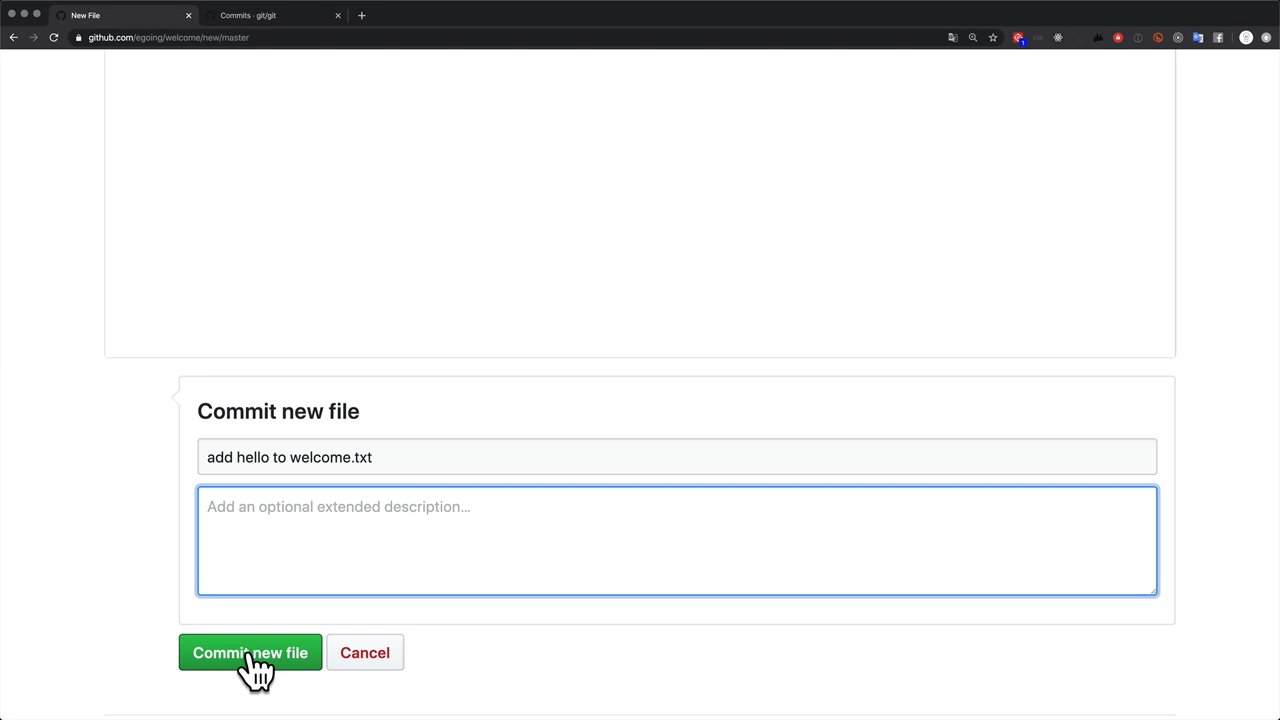 New File
Commits · git/git
github.com/egoing/welcome/new/master
1
Commit new file
add hello to welcome.txt
Add an optional extended description...
Commit new file
Cancel